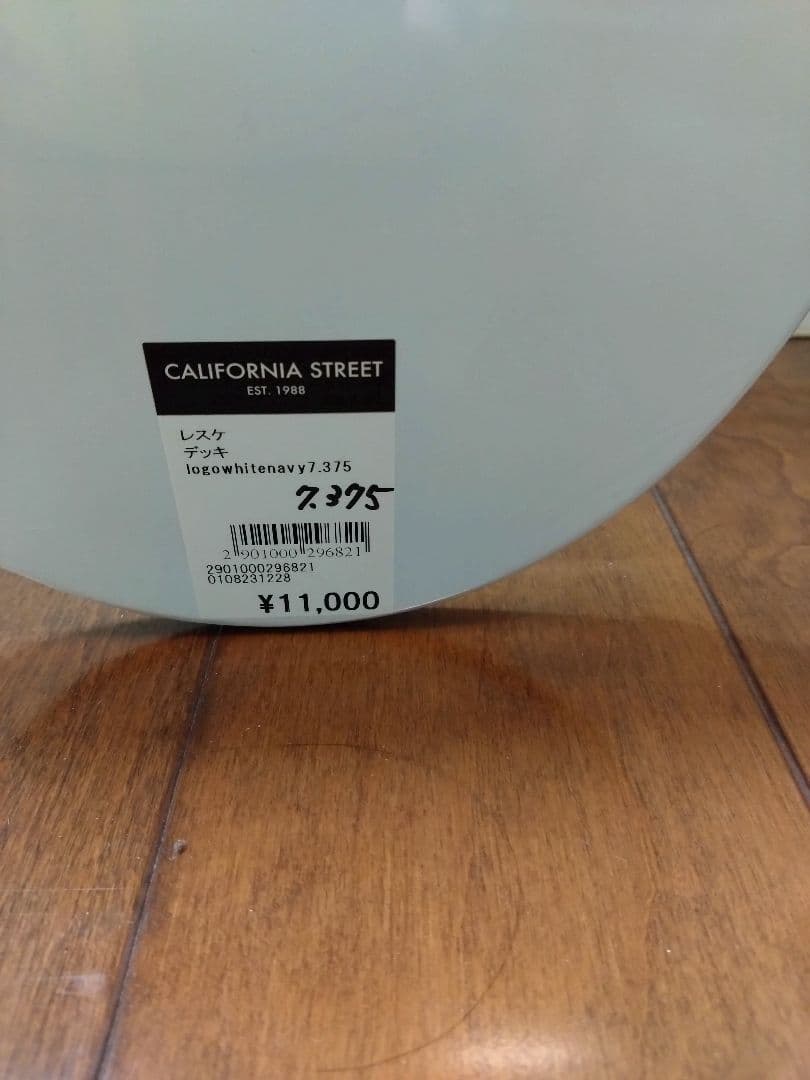 CALIFORNIA STREET
EST. 1988
レスケ
デッキ
logowhitenavy7.375
7.375
2901000296821
2901000296821
0108231228
¥11,000